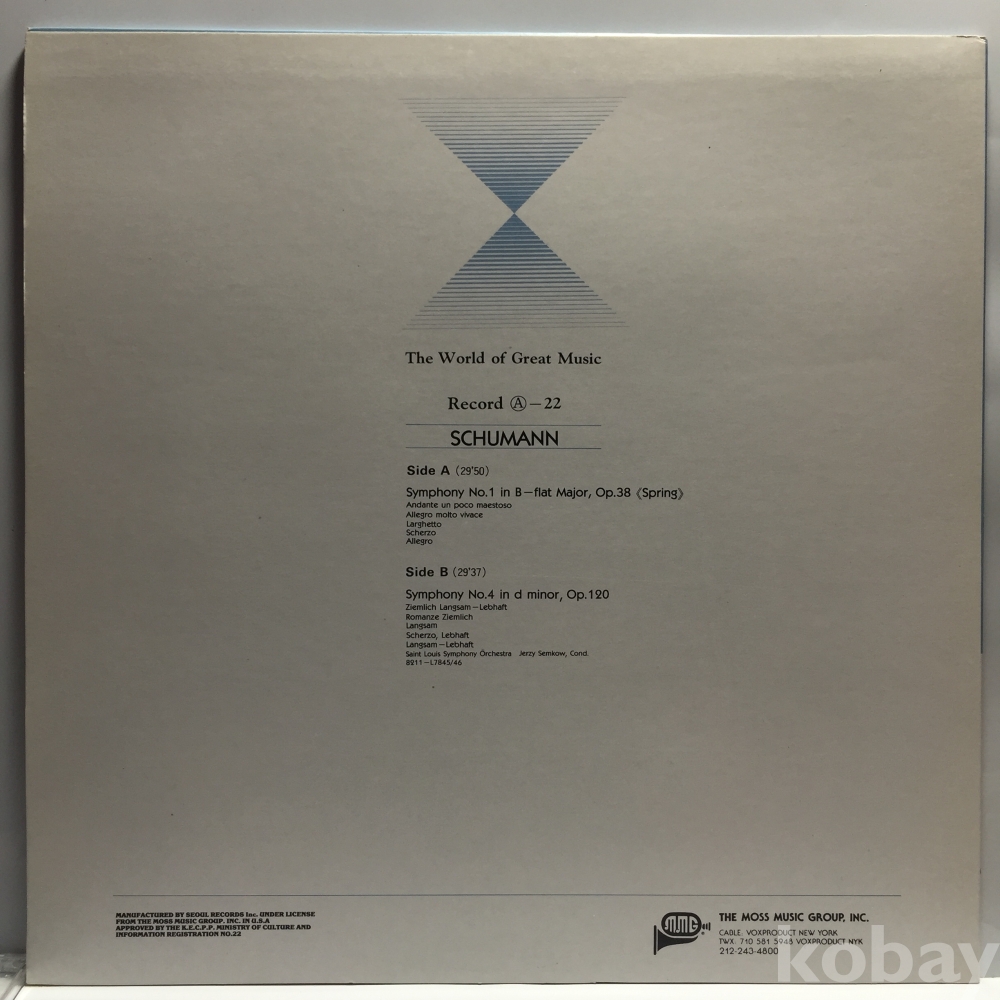 The World of Great Music
Record Ⓐ－22
SCHUMANN
Side A (29'50)
Symphony No.1 in B－flat Major, Op.38 《Spring》
Andante un poco maestoso
Allegro molto vivace
Larghetto
Scherzo
Allegro
Side B (29'37)
Symphony No.4 in d minor, Op.120
Ziemlich Langsam－Lebhaft
Romanze Ziemlich
Langsam
Scherzo, Lebhaft
Langsam－Lebhaft
Saint Louis Symphony Orchestra Jerzy Semkow, Cond.
8211－L7845/46
MANUFACTURED BY SEOUL RECORDS Inc. UNDER LICENSE
FROM THE MOSS MUSIC GROUP. INC. IN U.S.A
APPROVED BY THE K.E.C.P.P. MINISTRY OF CULTURE AND
INFORMATION REGISTRATION NO.22
MMG
THE MOSS MUSIC GROUP, INC.
CABLE. VOXPRODUCT NEW YORK
TWX. 710 581 5948 VOXPRODUCT NYK
212-243-4800
kobay